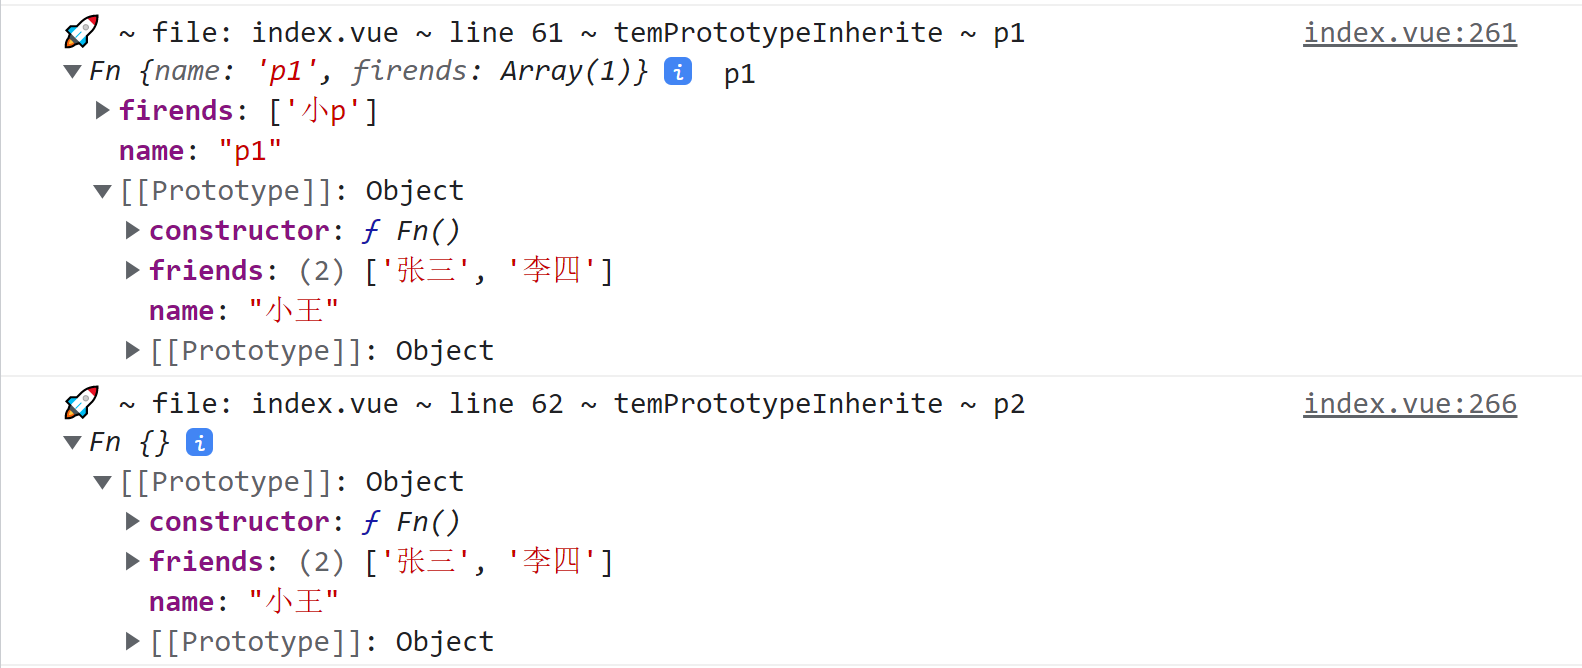 🚀 ~ file: index.vue ~ line 61 ~ temPrototypeInherite ~ p1 index.vue:261
Fn {name: 'p1', firends: Array(1)} i p1
firends: ['小p']
name: "p1"
[[Prototype]]: Object
constructor: ƒ Fn()
friends: (2) ['张三', '李四']
name: "小王"
[[Prototype]]: Object
🚀 ~ file: index.vue ~ line 62 ~ temPrototypeInherite ~ p2 index.vue:266
Fn {} i
[[Prototype]]: Object
constructor: ƒ Fn()
friends: (2) ['张三', '李四']
name: "小王"
[[Prototype]]: Object